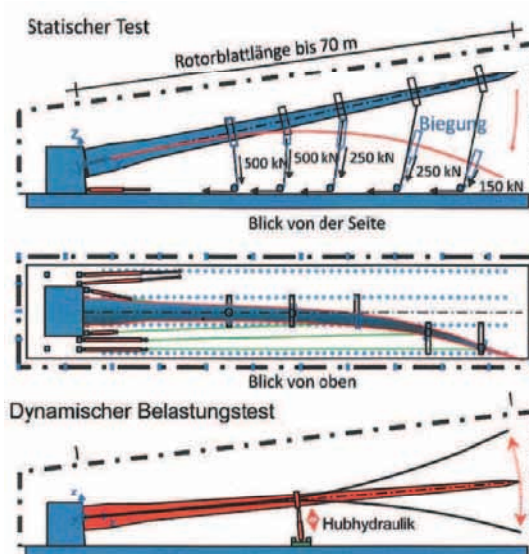 Statischer Test
Rotorblattlänge bis 70 m
Z
Biegung
500 kN
500 kN
250 kN
250 kN
150 kN
Blick von der Seite
Blick von oben
Dynamischer Belastungstest
Z
Hubhydraulik